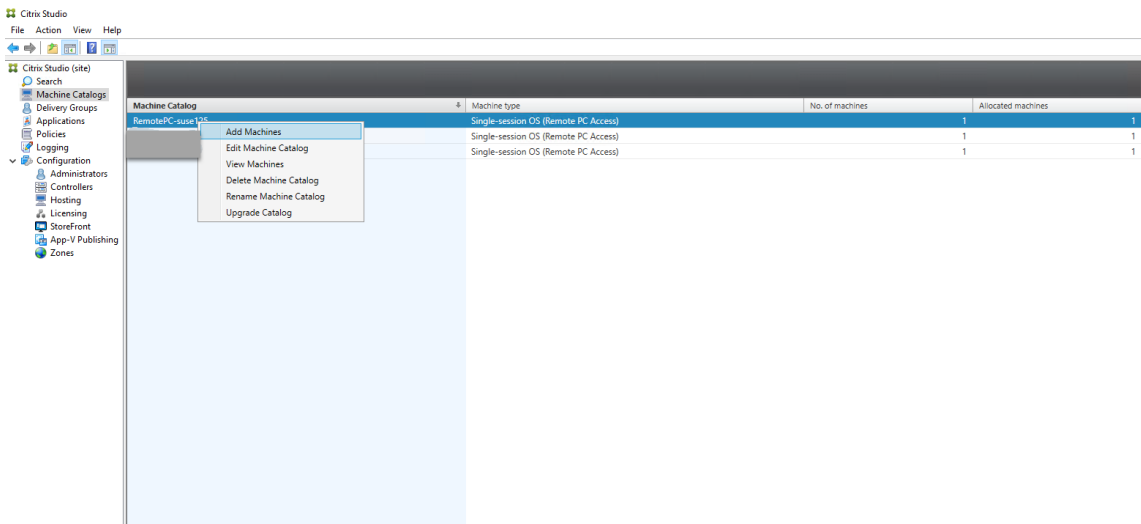 Citrix Studio
File Action View Help
Citrix Studio (site)
Search
Machine Catalogs
Delivery Groups
Applications
Policies
Logging
Configuration
Administrators
Controllers
Hosting
Licensing
StoreFront
App-V Publishing
Zones
Machine Catalog Machine type No. of machines Allocated machines
RemotePC-suse125 Single-session OS (Remote PC Access) 1 1
Single-session OS (Remote PC Access) 1 1
Single-session OS (Remote PC Access) 1 1
Add Machines
Edit Machine Catalog
View Machines
Delete Machine Catalog
Rename Machine Catalog
Upgrade Catalog